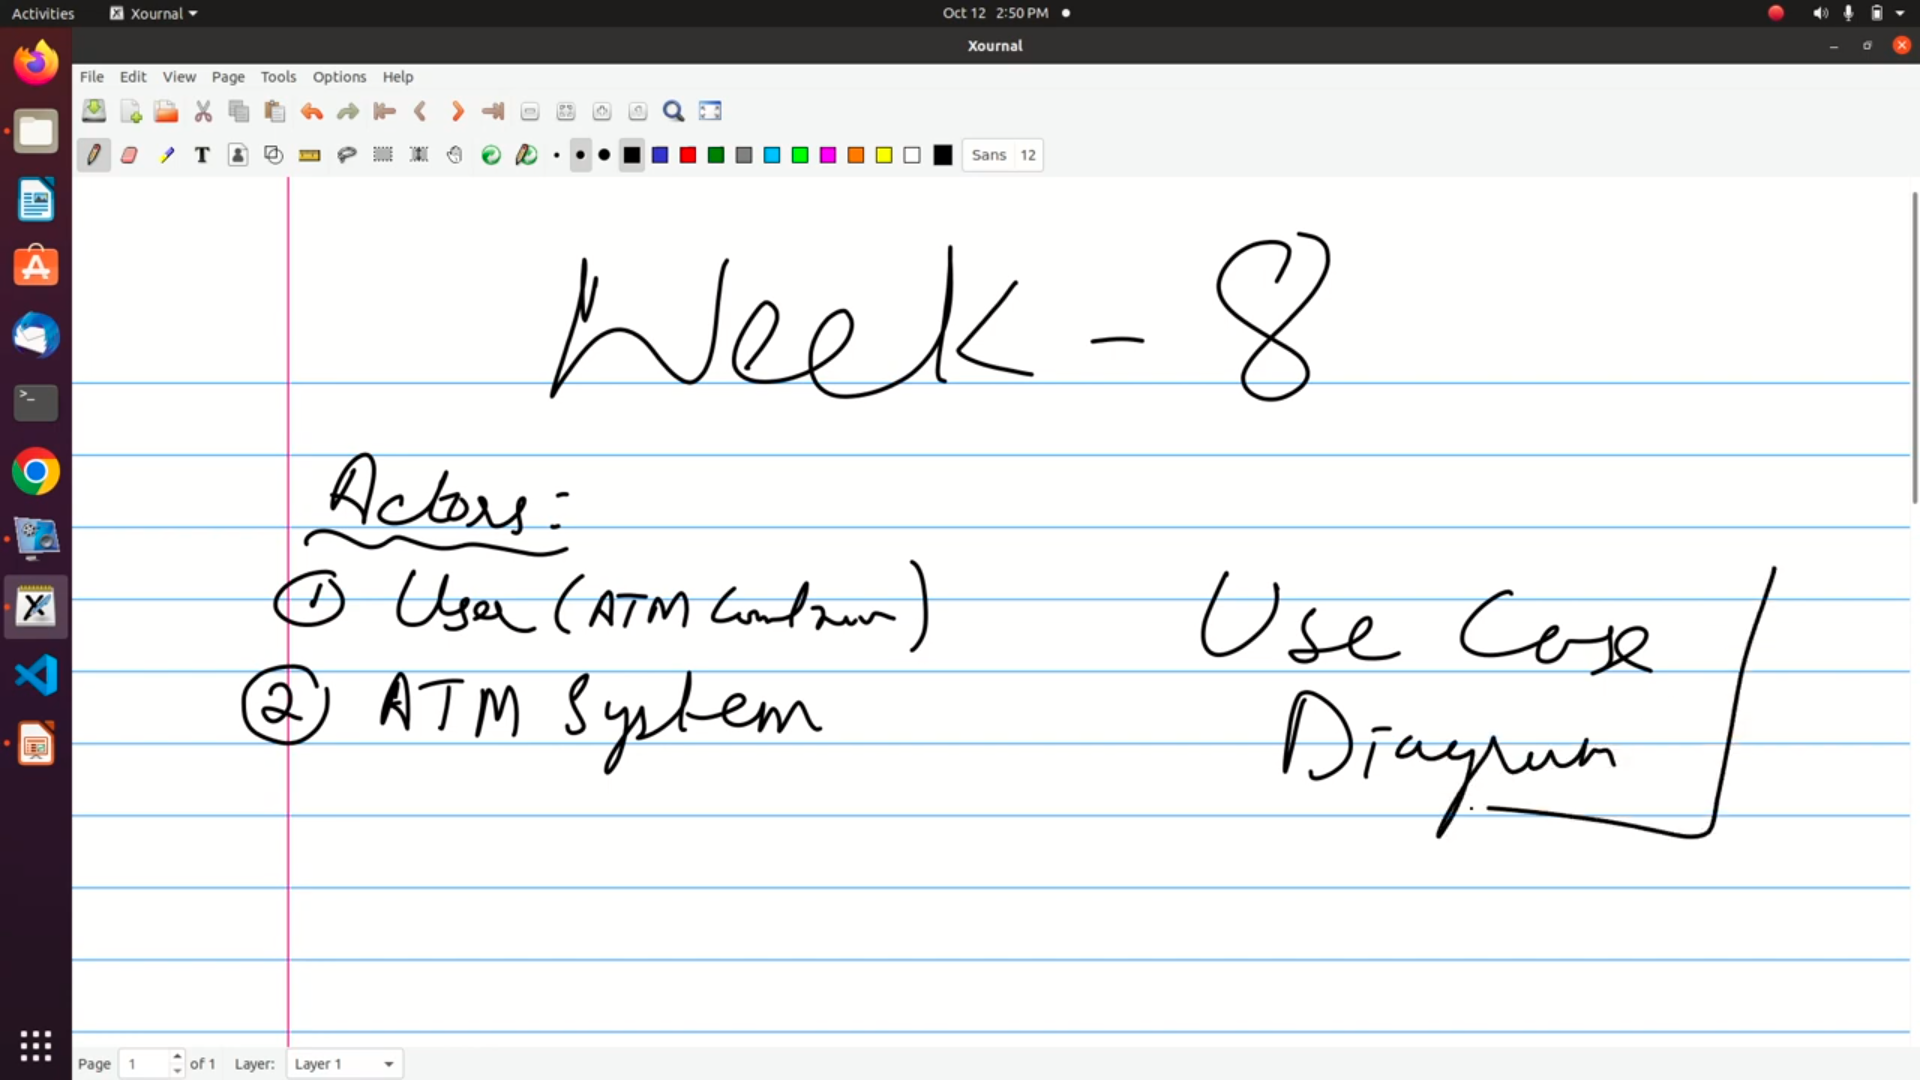 Activities Xournal Oct 12 2:50 PM
Xournal
File Edit View Page Tools Options Help
T Sans 12
Week - 8
Actors:
① User (ATM
② ATM System
Use Case
Diagram
Page 1 of 1 Layer: Layer 1